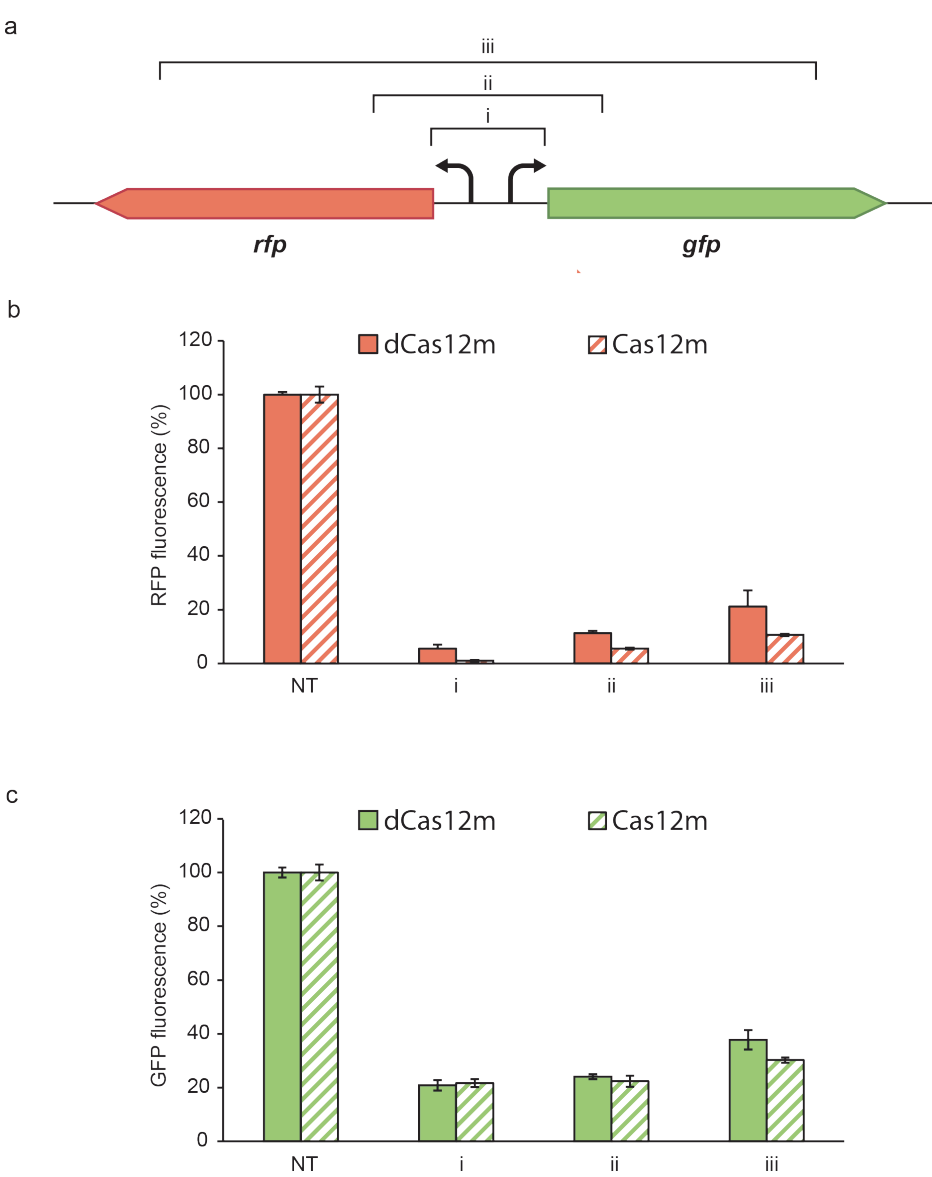 a
iii
ii
i
rfp
gfp
b
dCas12m
Cas12m
RFP fluorescence (%)
120
100
80
60
40
20
0
NT
i
ii
iii
c
dCas12m
Cas12m
GFP fluorescence (%)
120
100
80
60
40
20
0
NT
i
ii
iii